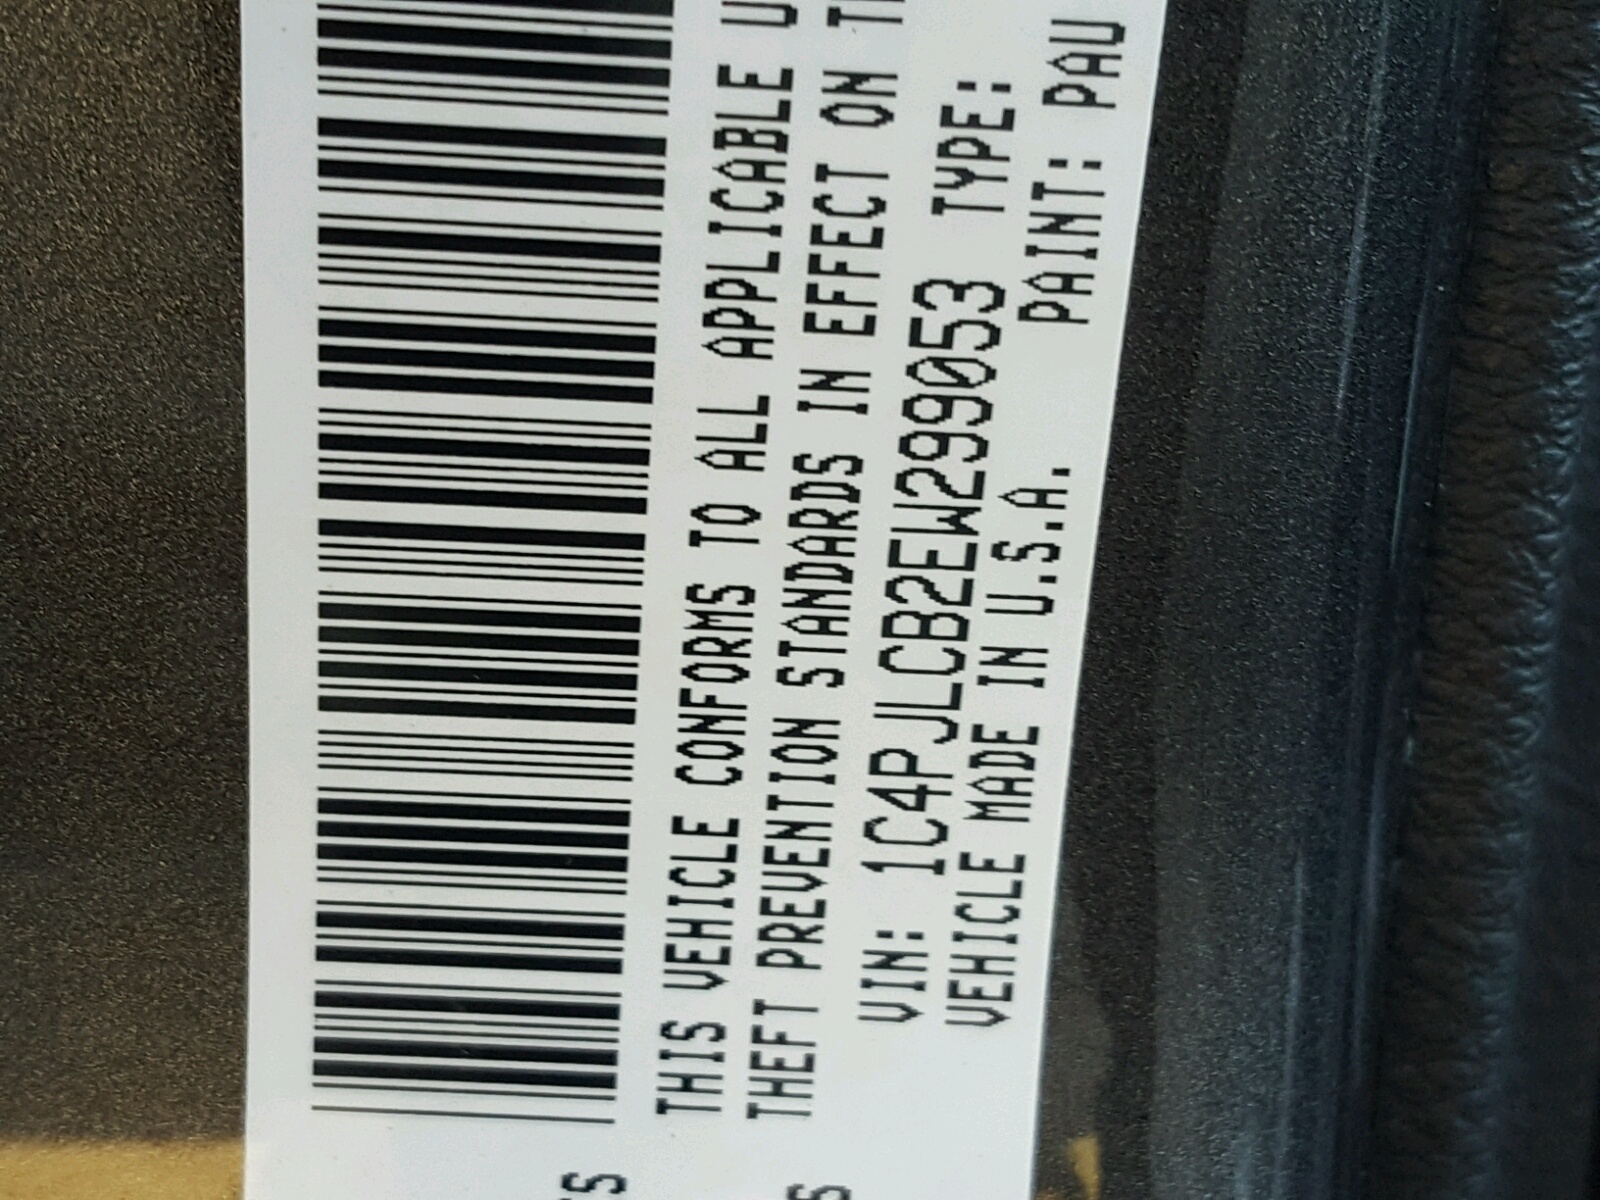 THIS VEHICLE CONFORMS TO ALL APPLICABLE U
THEFT PREVENTION STANDARDS IN EFFECT ON TH
VIN: 1C4PJLCB2EW299053 TYPE:
VEHICLE MADE IN U.S.A. PAINT: PAU